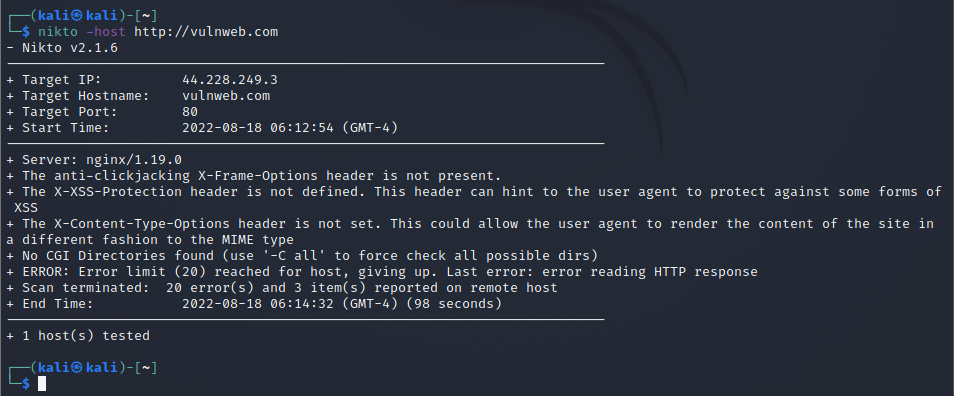 ┌──(kali㉿kali)-[~]
└─$ nikto -host http://vulnweb.com
- Nikto v2.1.6
---------------------------------------------------------------------------
+ Target IP:          44.228.249.3
+ Target Hostname:    vulnweb.com
+ Target Port:        80
+ Start Time:         2022-08-18 06:12:54 (GMT-4)
---------------------------------------------------------------------------
+ Server: nginx/1.19.0
+ The anti-clickjacking X-Frame-Options header is not present.
+ The X-XSS-Protection header is not defined. This header can hint to the user agent to protect against some forms of
 XSS
+ The X-Content-Type-Options header is not set. This could allow the user agent to render the content of the site in
a different fashion to the MIME type
+ No CGI Directories found (use '-C all' to force check all possible dirs)
+ ERROR: Error limit (20) reached for host, giving up. Last error: error reading HTTP response
+ Scan terminated:  20 error(s) and 3 item(s) reported on remote host
+ End Time:           2022-08-18 06:14:32 (GMT-4) (98 seconds)
---------------------------------------------------------------------------
+ 1 host(s) tested
┌──(kali㉿kali)-[~]
└─$